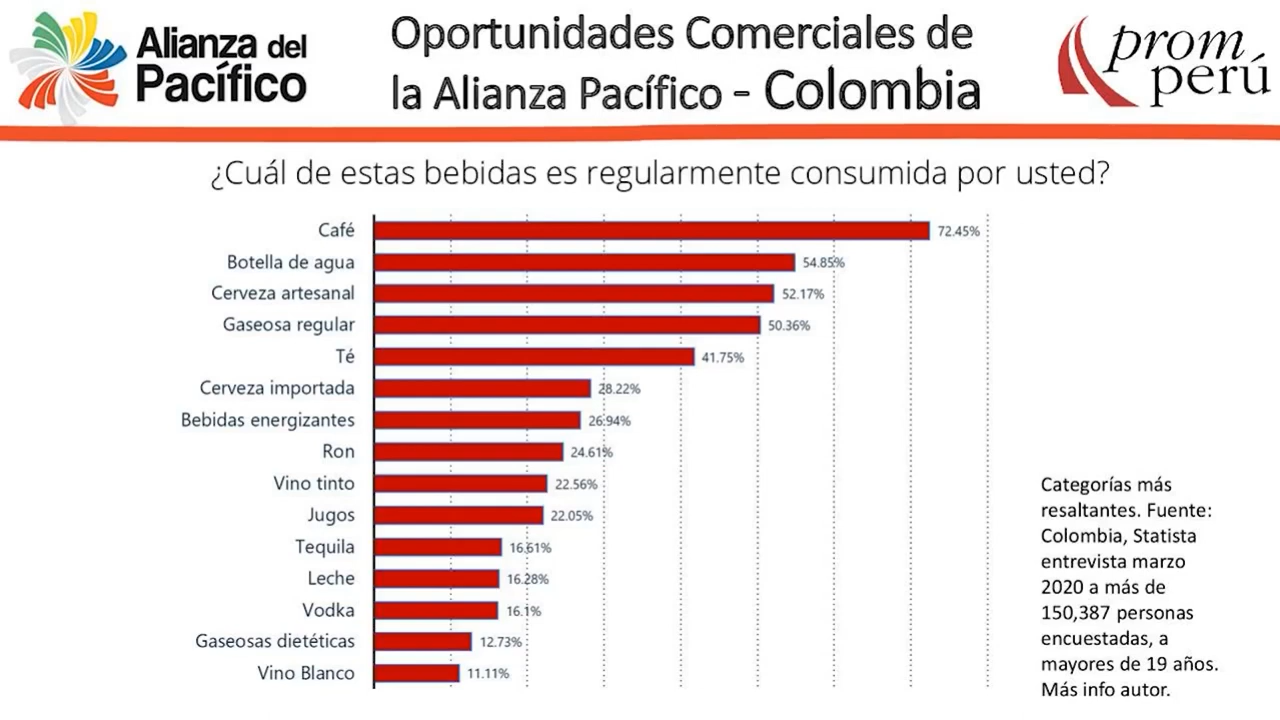 Alianza del
Pacífico
Oportunidades Comerciales de
la Alianza Pacífico - Colombia
prom
perú
¿Cuál de estas bebidas es regularmente consumida por usted?
Café 72.45%
Botella de agua 54.85%
Cerveza artesanal 52.17%
Gaseosa regular 50.36%
Té 41.75%
Cerveza importada 28.22%
Bebidas energizantes 26.94%
Ron 24.61%
Vino tinto 22.56%
Jugos 22.05%
Tequila 16.61%
Leche 16.28%
Vodka 16.1%
Gaseosas dietéticas 12.73%
Vino Blanco 11.11%
Categorías más
resaltantes. Fuente:
Colombia, Statista
entrevista marzo
2020 a más de
150,387 personas
encuestadas, a
mayores de 19 años.
Más info autor.